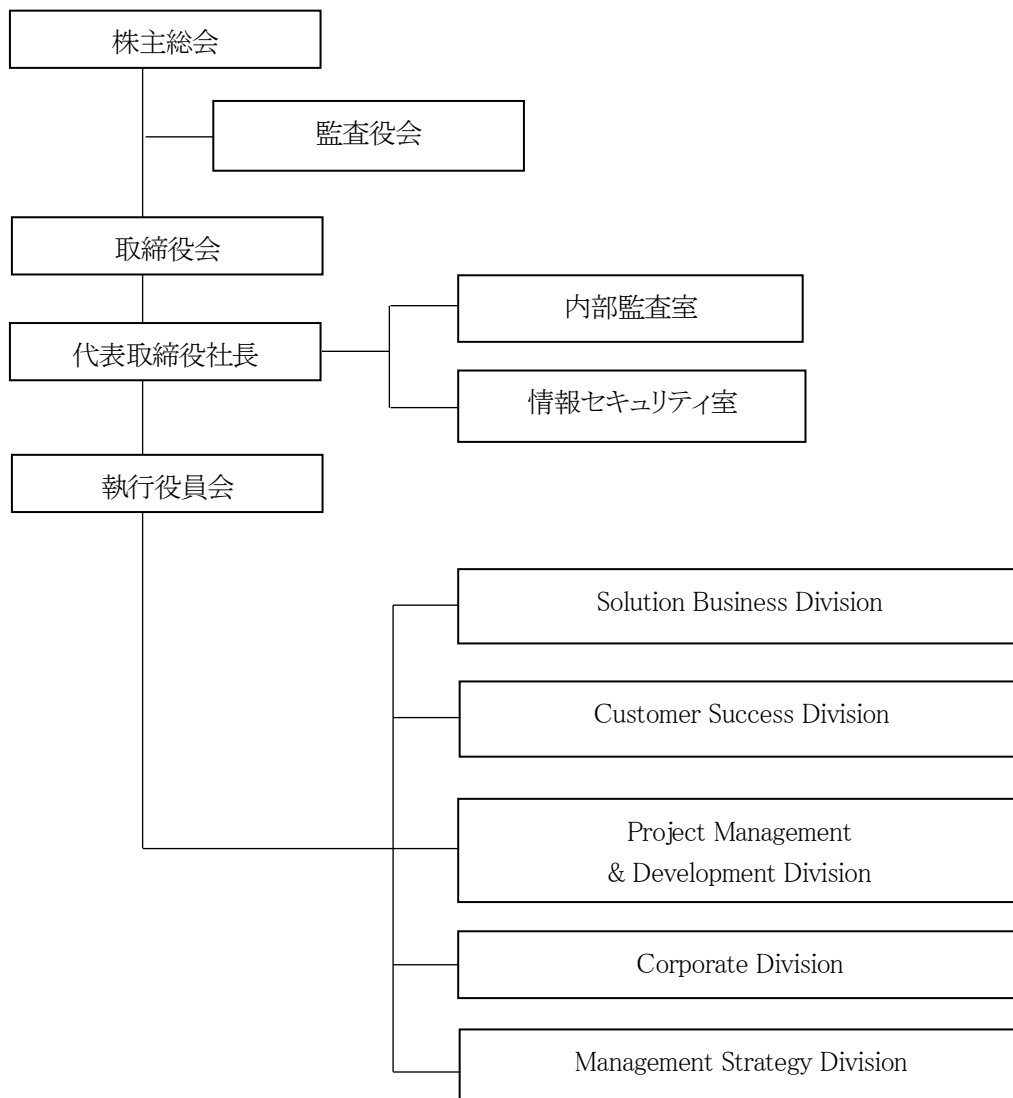 株主総会
監査役会
取締役会
内部監査室
代表取締役社長
情報セキュリティ室
執行役員会
Solution Business Division
Customer Success Division
Project Management
& Development Division
Corporate Division
Management Strategy Division